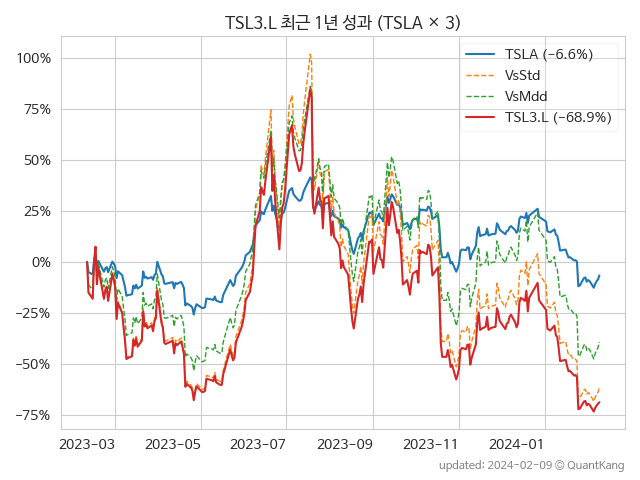 TSL3.L 최근 1년 성과 (TSLA × 3)
100%
75%
50%
25%
0%
−25%
−50%
−75%
TSLA (−6.6%)
VsStd
VsMdd
TSL3.L (−68.9%)
2023-03
2023-05
2023-07
2023-09
2023-11
2024-01
updated: 2024-02-09 © QuantKang